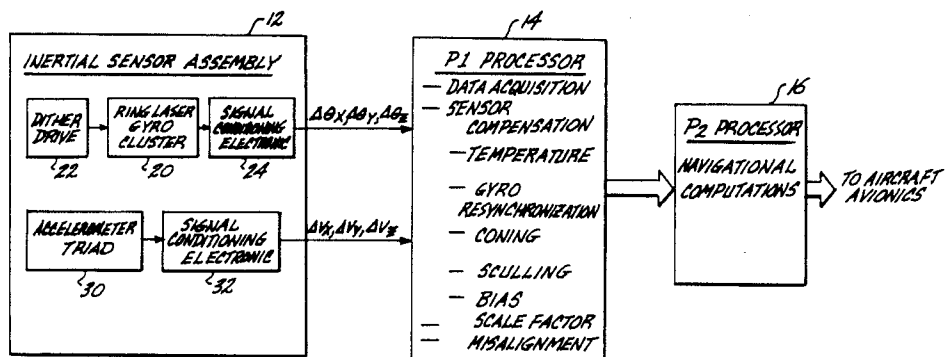 12
INERTIAL SENSOR ASSEMBLY
DITHER
DRIVE
22
RING LASER
GYRO
CLUSTER
20
SIGNAL
CONDITIONING
ELECTRONIC
24
ΔθX, ΔθY, ΔθZ
ACCELEROMETER
TRIAD
30
SIGNAL
CONDITIONING
ELECTRONIC
32
ΔVX, ΔVY, ΔVZ
14
P1 PROCESSOR
— DATA ACQUISITION
— SENSOR
COMPENSATION
— TEMPERATURE
— GYRO
RESYNCHRONIZATION
— CONING
— SCULLING
— BIAS
— SCALE FACTOR
— MISALIGNMENT
16
P2 PROCESSOR
NAVIGATIONAL
COMPUTATIONS
TO AIRCRAFT
AVIONICS